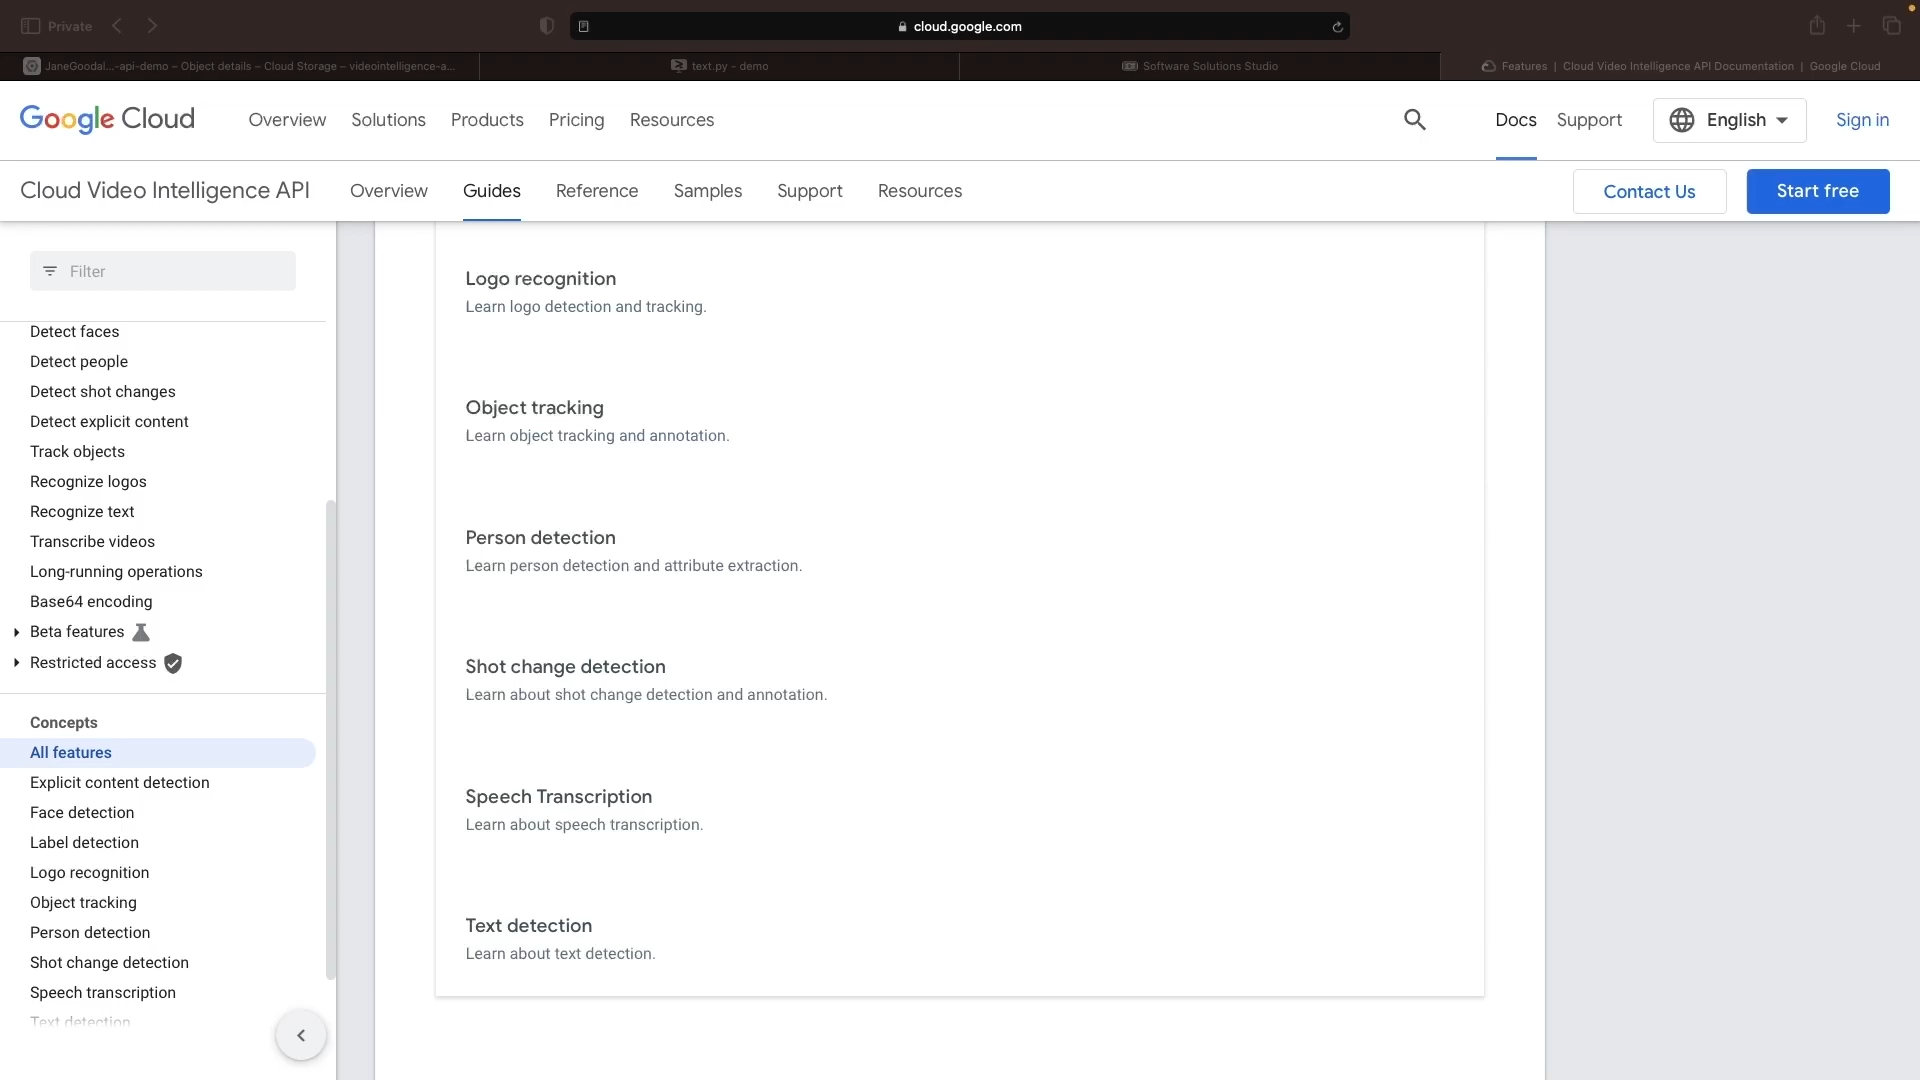 Private
cloud.google.com
JaneGoodal...-api-demo – Object details – Cloud Storage – videointelligence-a...
text.py - demo
Software Solutions Studio
Features | Cloud Video Intelligence API Documentation | Google Cloud
Google Cloud
Overview
Solutions
Products
Pricing
Resources
Docs
Support
English
Sign in
Cloud Video Intelligence API
Overview
Guides
Reference
Samples
Support
Resources
Contact Us
Start free
Filter
Detect faces
Detect people
Detect shot changes
Detect explicit content
Track objects
Recognize logos
Recognize text
Transcribe videos
Long-running operations
Base64 encoding
Beta features
Restricted access
Concepts
All features
Explicit content detection
Face detection
Label detection
Logo recognition
Object tracking
Person detection
Shot change detection
Speech transcription
Text detection
Logo recognition
Learn logo detection and tracking.
Object tracking
Learn object tracking and annotation.
Person detection
Learn person detection and attribute extraction.
Shot change detection
Learn about shot change detection and annotation.
Speech Transcription
Learn about speech transcription.
Text detection
Learn about text detection.